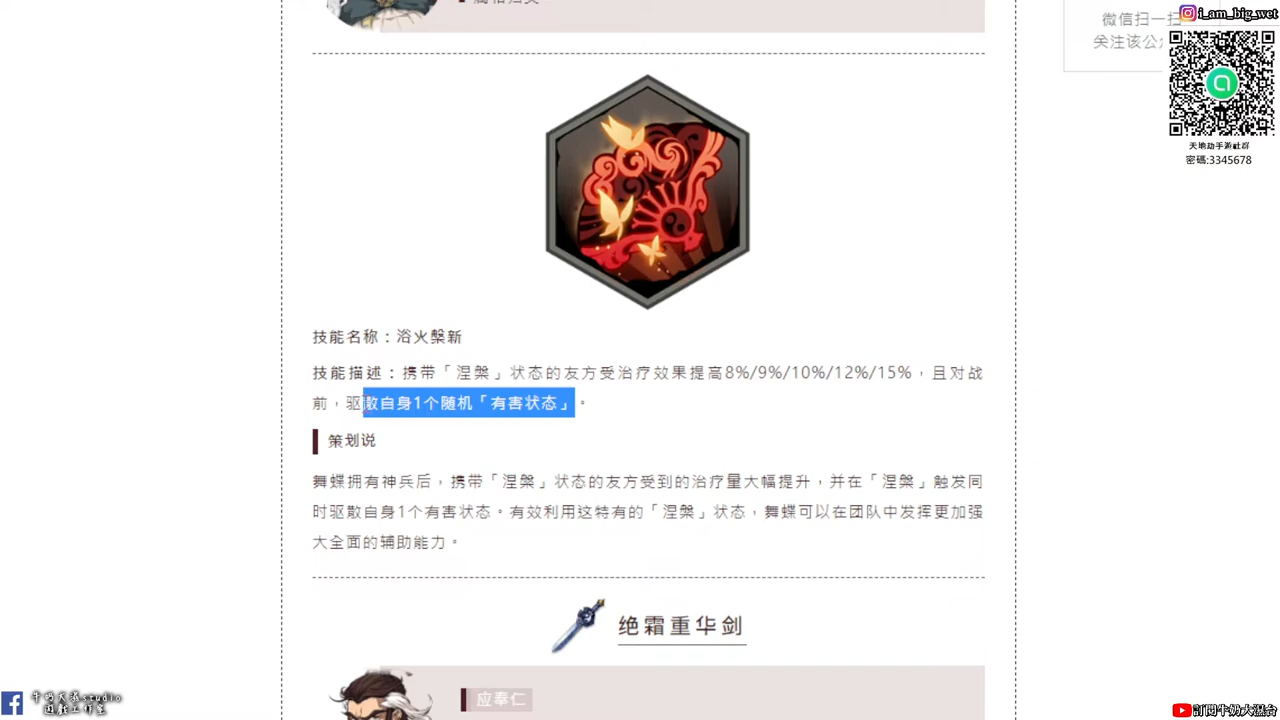 i_am_big_wet
微信扫一扫
关注该公
天地劫手游社群
密碼:3345678
技能名称：浴火槃新
技能描述：携带「涅槃」状态的友方受治疗效果提高8%/9%/10%/12%/15%，且对战
前，驱散自身1个随机「有害状态」。
策划说
舞蝶拥有神兵后，携带「涅槃」状态的友方受到的治疗量大幅提升，并在「涅槃」触发同
时驱散自身1个有害状态。有效利用这特有的「涅槃」状态，舞蝶可以在团队中发挥更加强
大全面的辅助能力。
绝霜重华剑
应奉仁
牛奶大濕studio
遊戲工作室
訂閱牛奶大濕台